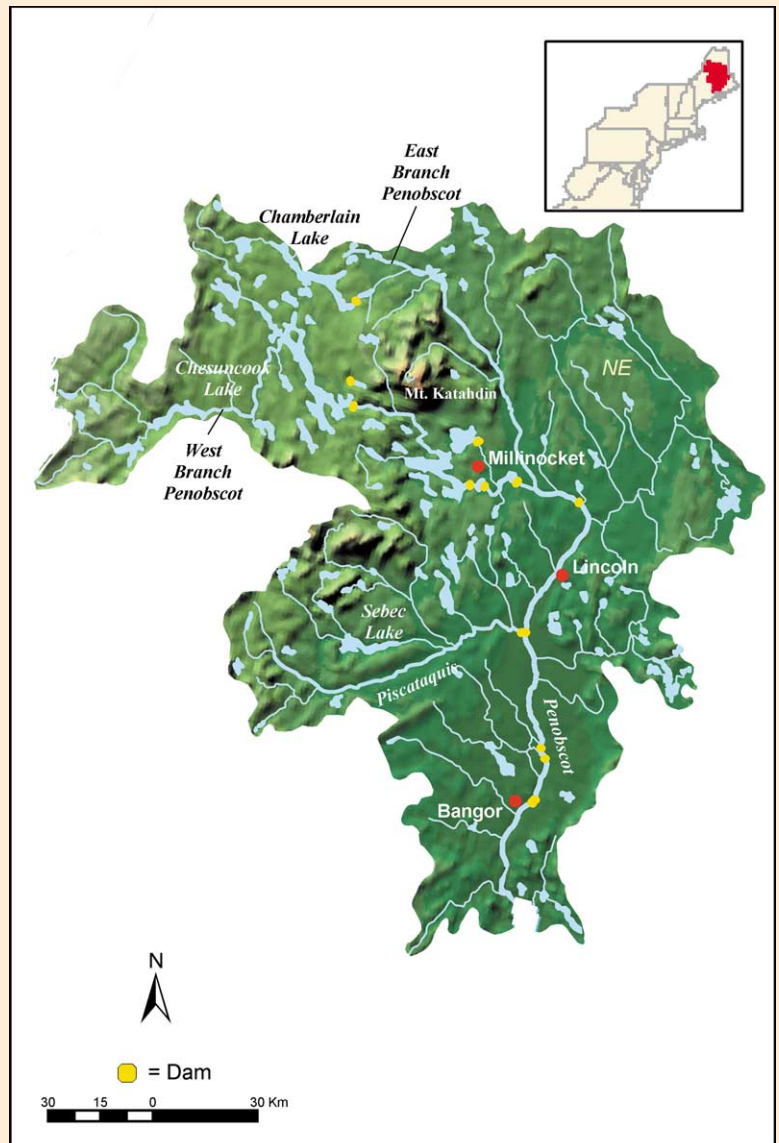 East
Branch
Penobscot
Chamberlain
Lake
NE
Chesuncook
Lake
Mt. Katahdin
West
Branch
Penobscot
Millinocket
Lincoln
Sebec
Lake
Piscataquis
Penobscot
Bangor
N
= Dam
30 15 0 30 Km